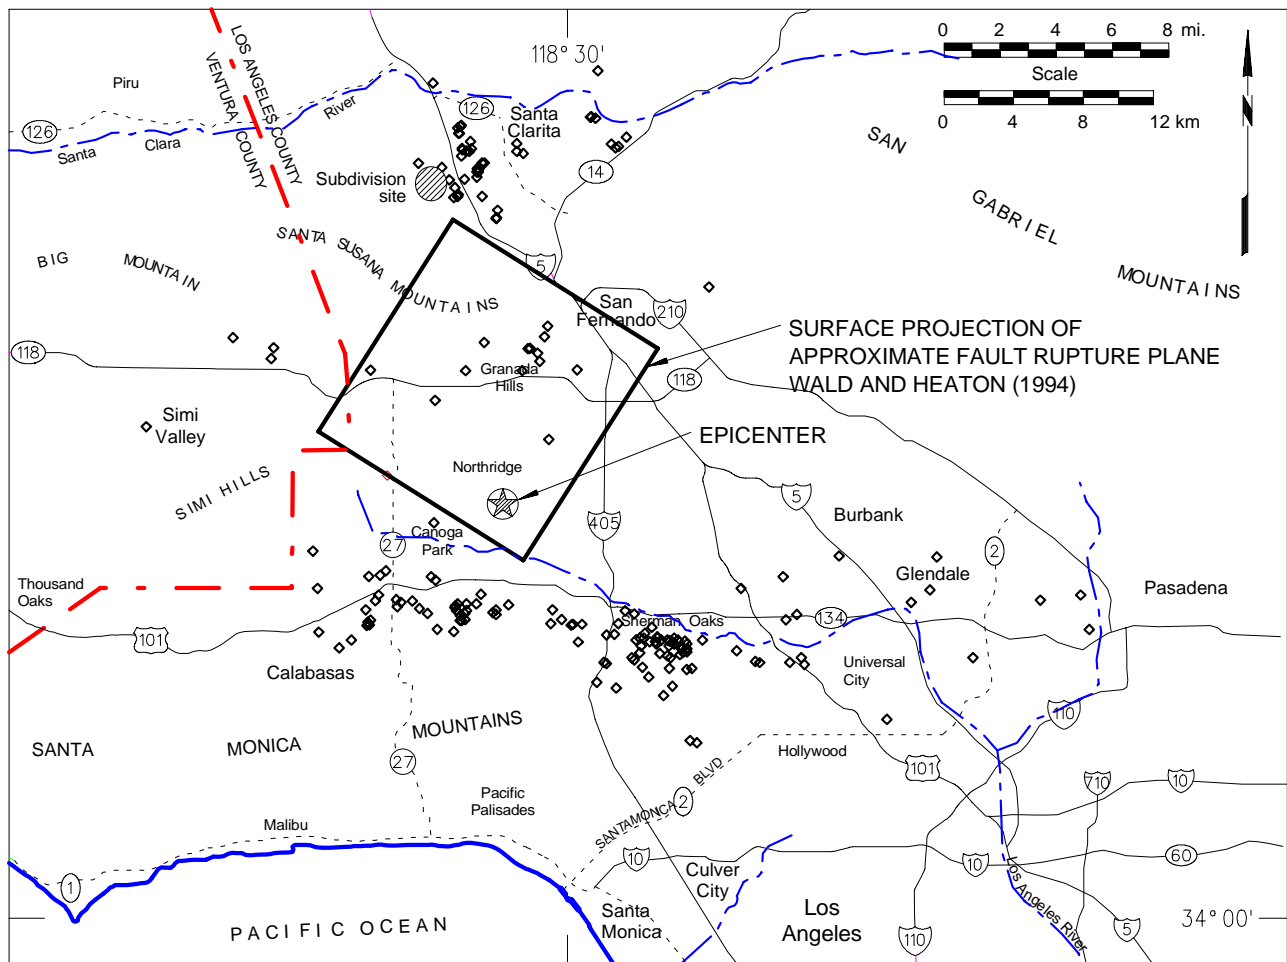 0 2 4 6 8 mi.
Scale
0 4 8 12 km
N
118° 30'
LOS ANGELES COUNTY
VENTURA COUNTY
Piru
River
126
Santa Clara
126
Santa
Clarita
14
SAN
GABRIEL
MOUNTAINS
Subdivision
site
SANTA SUSANA MOUNTAINS
BIG MOUNTAIN
5
San
Fernando
210
SURFACE PROJECTION OF
APPROXIMATE FAULT RUPTURE PLANE
WALD AND HEATON (1994)
118
118
Granada
Hills
Simi
Valley
EPICENTER
SIMI HILLS
Northridge
5
405
Burbank
27
Canoga
Park
2
Glendale
Pasadena
Thousand
Oaks
101
134
Sherman Oaks
Calabasas
Universal
City
110
SANTA MONICA MOUNTAINS
Hollywood
27
101
710
10
Pacific
Palisades
SANTAMONCA BLVD
2
Malibu
10
10
60
1
Culver
City
Los Angeles River
Santa
Monica
Los
Angeles
34° 00'
PACIFIC OCEAN
110
5